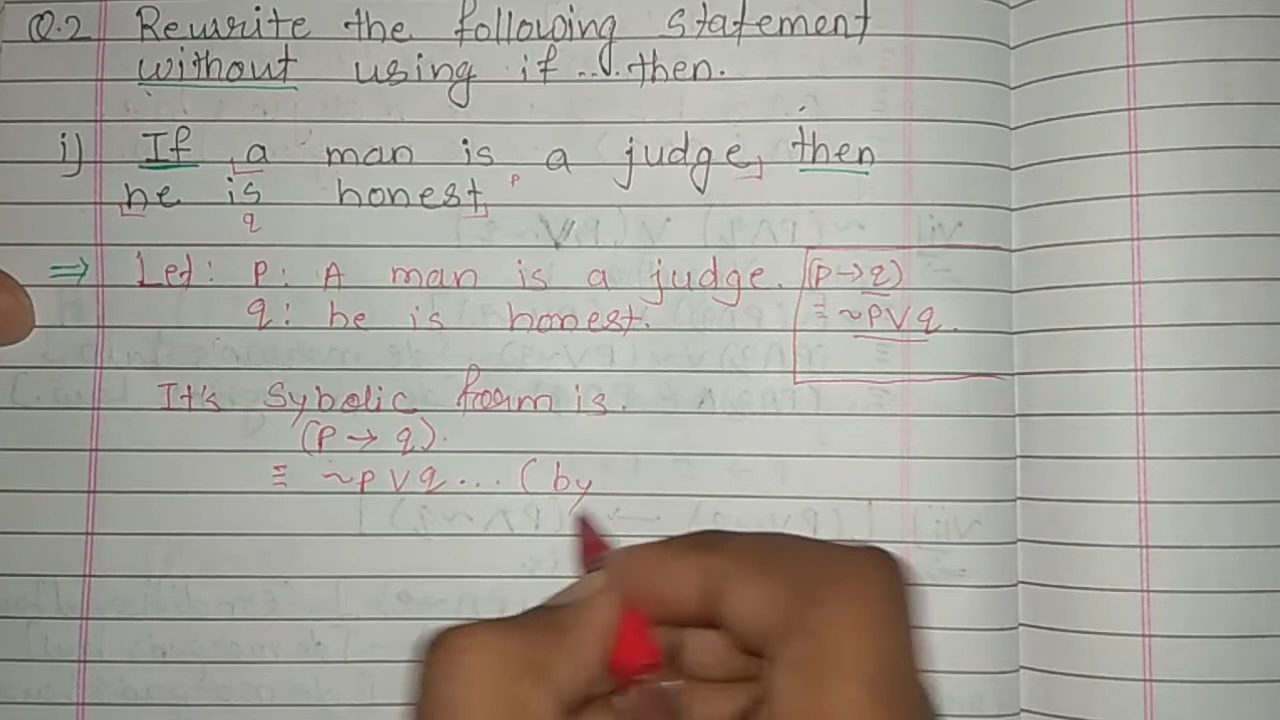 Q.2 Rewrite the following statement
without using if ... then.
i) If a man is a judge, then
he is honest.
p
q
⇒ Let: P: A man is a judge.
q: he is honest.
(p → q)
≡ ~p ∨ q.
It's Sybolic form is.
(P → q).
≡ ~p ∨ q ... (by